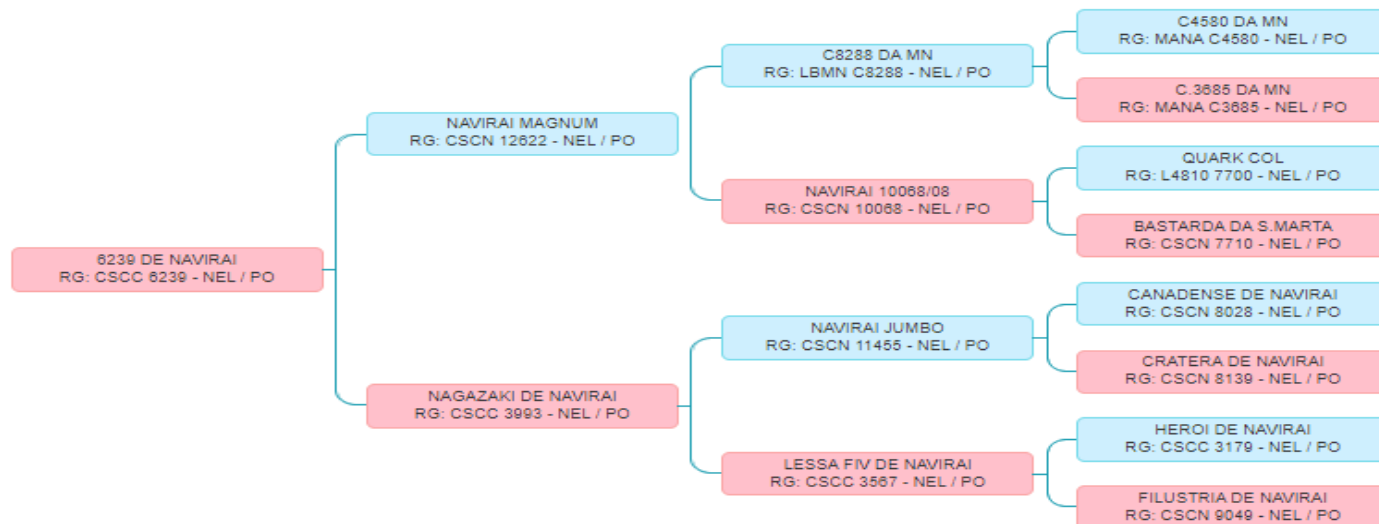 C4580 DA MN
RG: MANA C4580 - NEL / PO
C8288 DA MN
RG: LBMN C8288 - NEL / PO
C.3685 DA MN
RG: MANA C3685 - NEL / PO
NAVIRAI MAGNUM
RG: CSCN 12622 - NEL / PO
QUARK COL
RG: L4810 7700 - NEL / PO
NAVIRAI 10068/08
RG: CSCN 10068 - NEL / PO
BASTARDA DA S.MARTA
RG: CSCN 7710 - NEL / PO
6239 DE NAVIRAI
RG: CSCC 6239 - NEL / PO
CANADENSE DE NAVIRAI
RG: CSCN 8028 - NEL / PO
NAVIRAI JUMBO
RG: CSCN 11455 - NEL / PO
CRATERA DE NAVIRAI
RG: CSCN 8139 - NEL / PO
NAGAZAKI DE NAVIRAI
RG: CSCC 3993 - NEL / PO
HEROI DE NAVIRAI
RG: CSCC 3179 - NEL / PO
LESSA FIV DE NAVIRAI
RG: CSCC 3567 - NEL / PO
FILUSTRIA DE NAVIRAI
RG: CSCN 9049 - NEL / PO